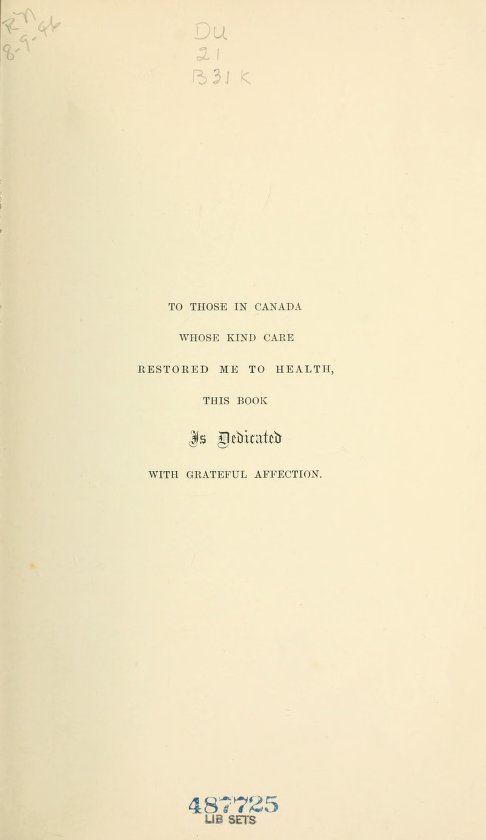 RN
8-9-46
DU
21
B31K
TO THOSE IN CANADA
WHOSE KIND CARE
RESTORED ME TO HEALTH,
THIS BOOK
Is Dedicated
WITH GRATEFUL AFFECTION.
487725
LIB SETS